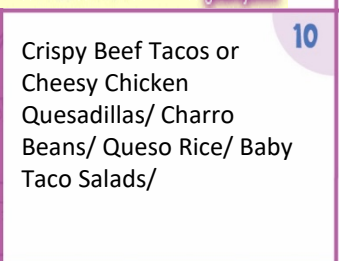 10
Crispy Beef Tacos or
Cheesy Chicken
Quesadillas/ Charro
Beans/ Queso Rice/ Baby
Taco Salads/